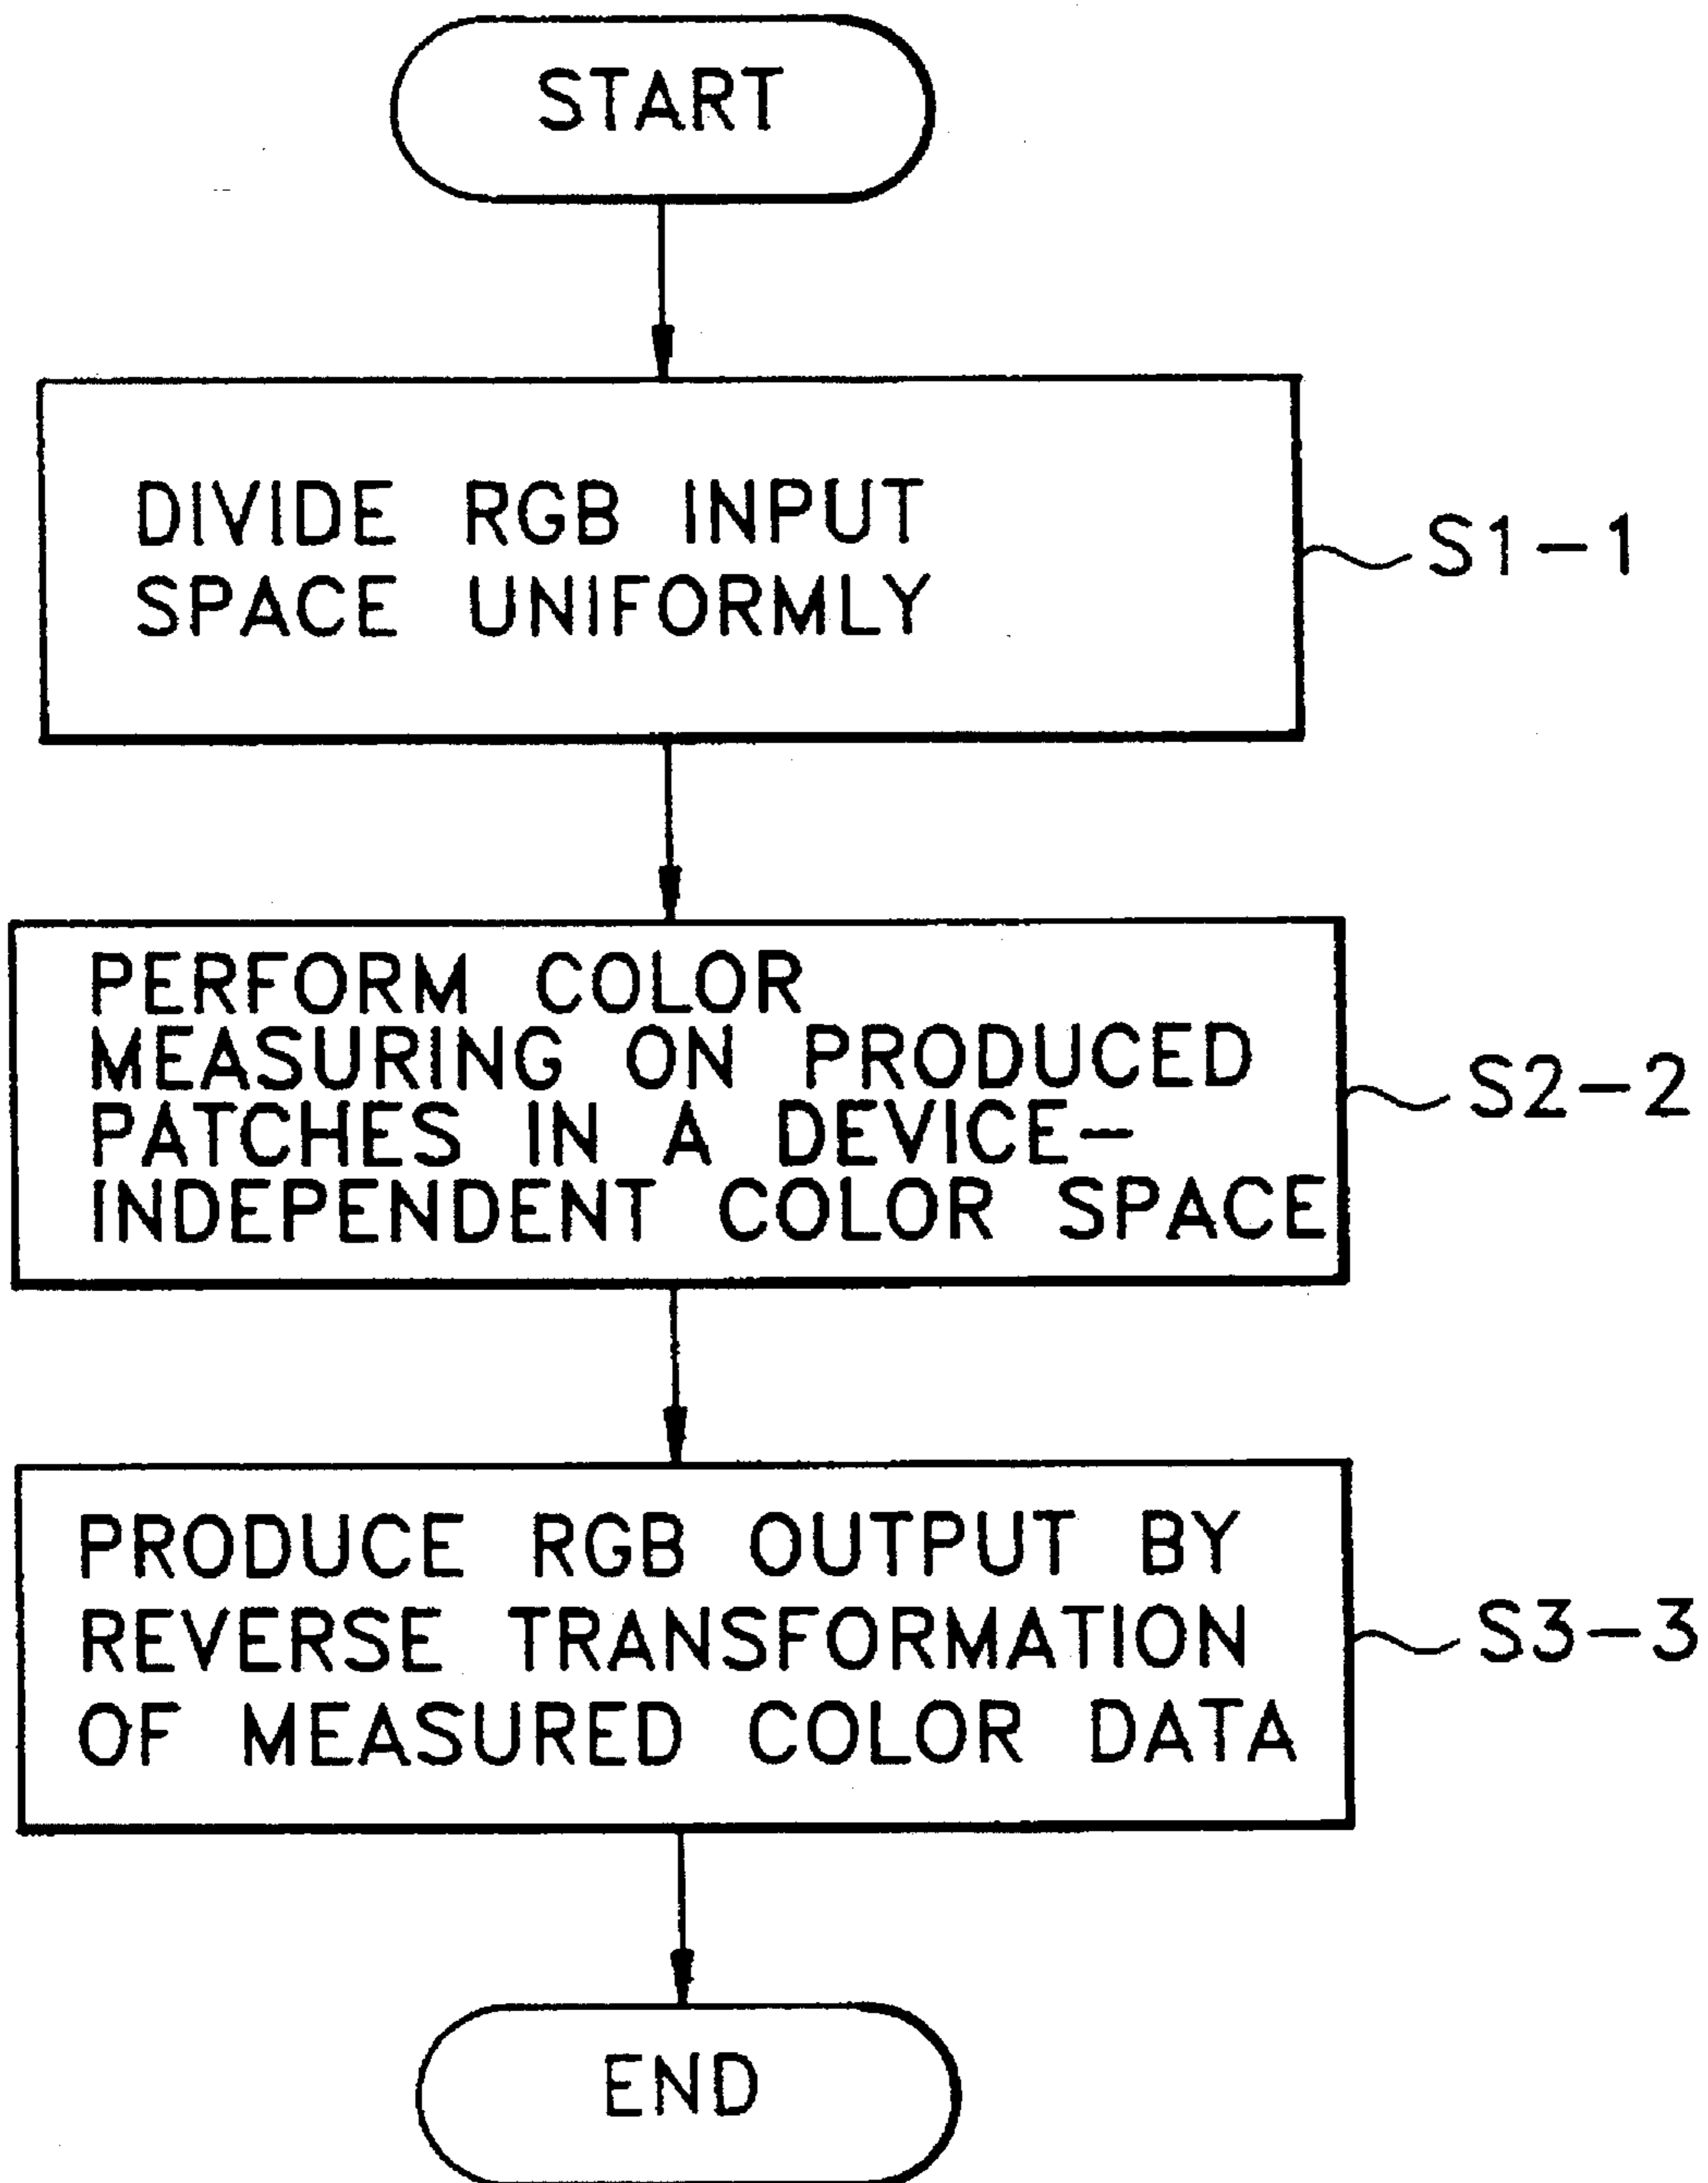 START
DIVIDE RGB INPUT
SPACE UNIFORMLY
S1-1
PERFORM COLOR
MEASURING ON PRODUCED
PATCHES IN A DEVICE-
INDEPENDENT COLOR SPACE
S2-2
PRODUCE RGB OUTPUT BY
REVERSE TRANSFORMATION
OF MEASURED COLOR DATA
S3-3
END